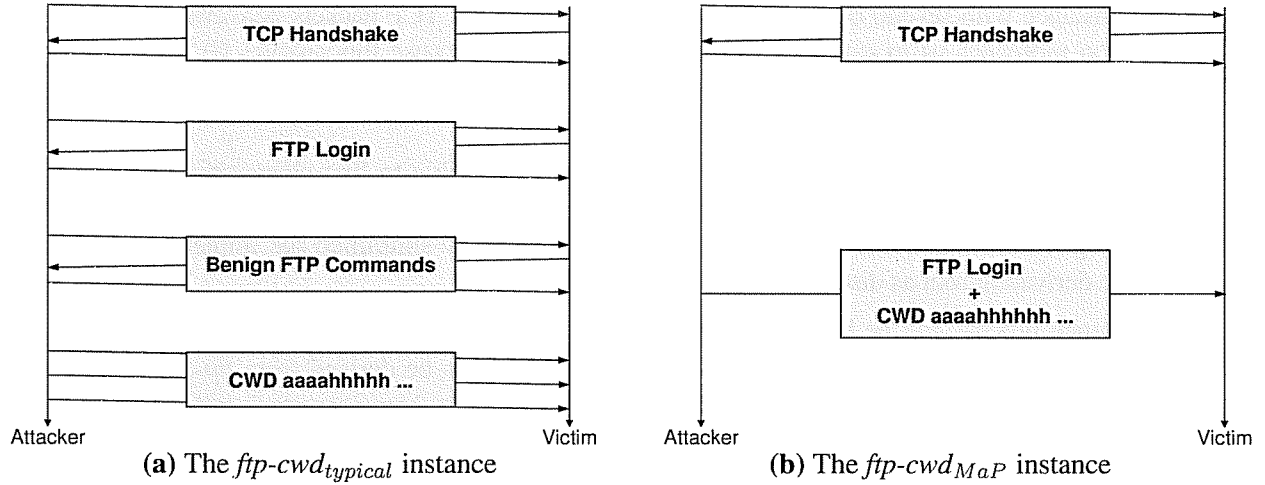 TCP Handshake
FTP Login
Benign FTP Commands
CWD aaaahhhhh ...
Attacker
Victim
(a) The ftp-cwd_typical instance
TCP Handshake
FTP Login
+
CWD aaaahhhhhh ...
Attacker
Victim
(b) The ftp-cwd_MaP instance